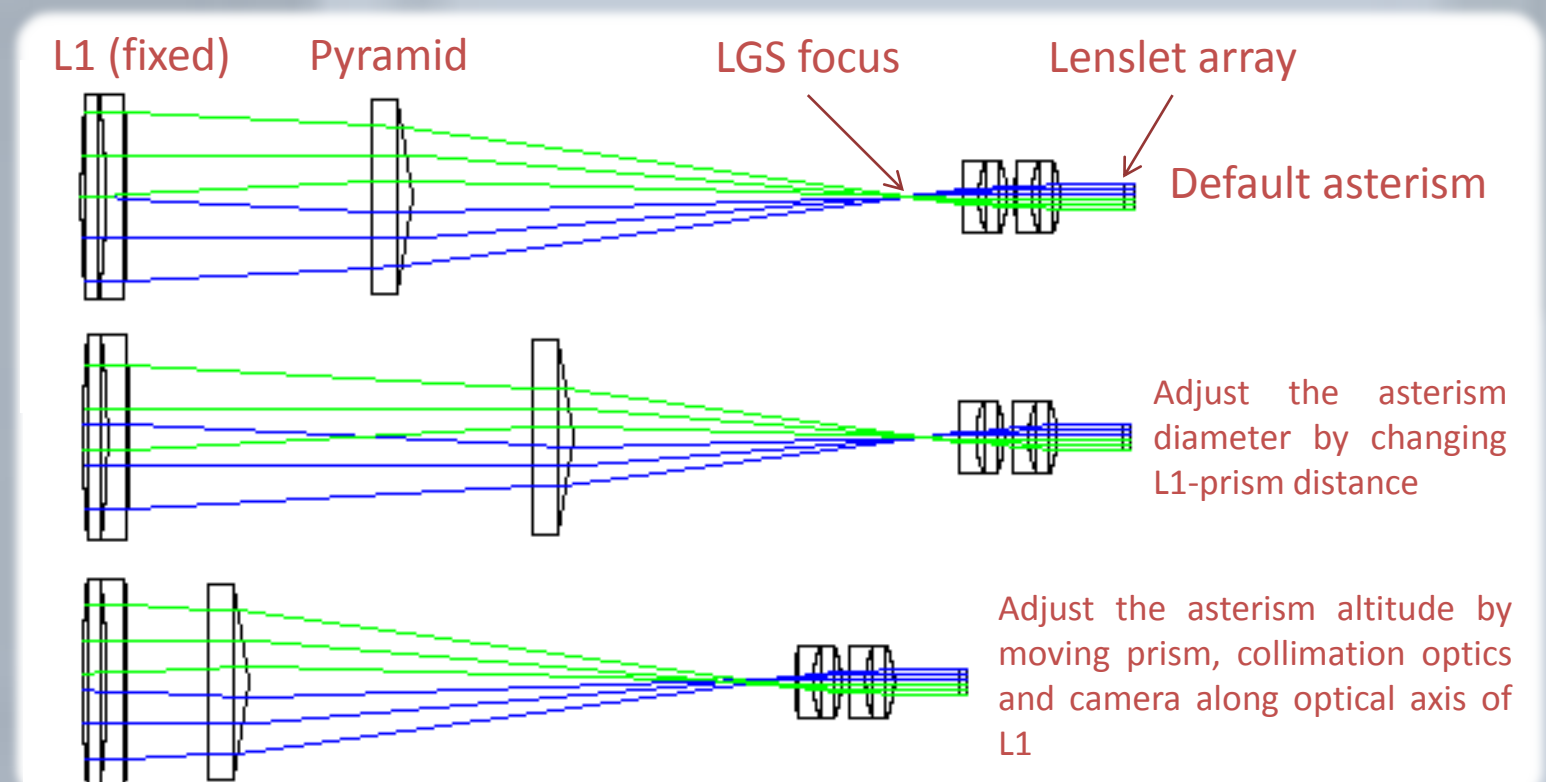 L1 (fixed) Pyramid LGS focus Lenslet array
Default asterism
Adjust the asterism
diameter by changing
L1-prism distance
Adjust the asterism altitude by
moving prism, collimation optics
and camera along optical axis of
L1